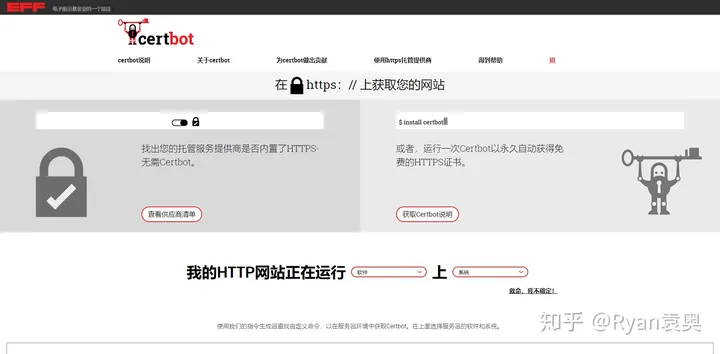 EFF 电子前沿基金会的一个项目
certbot
certbot说明 关于certbot 为certbot做出贡献 使用https托管提供商 得到帮助 捐
在 https：// 上获取您的网站
$ install certbot
找出您的托管服务提供商是否内置了HTTPS-
无需Certbot。
或者，运行一次Certbot以永久自动获得免
费的HTTPS证书。
查看供应商清单
获取Certbot说明
我的HTTP网站正在运行 软件 上 系统
救命，我不确定！
使用我们的指令生成器查找自定义命令，以在服务器环境中获取Certbot。在上面选择服务器的软件和系统。
知乎 @Ryan袁奥